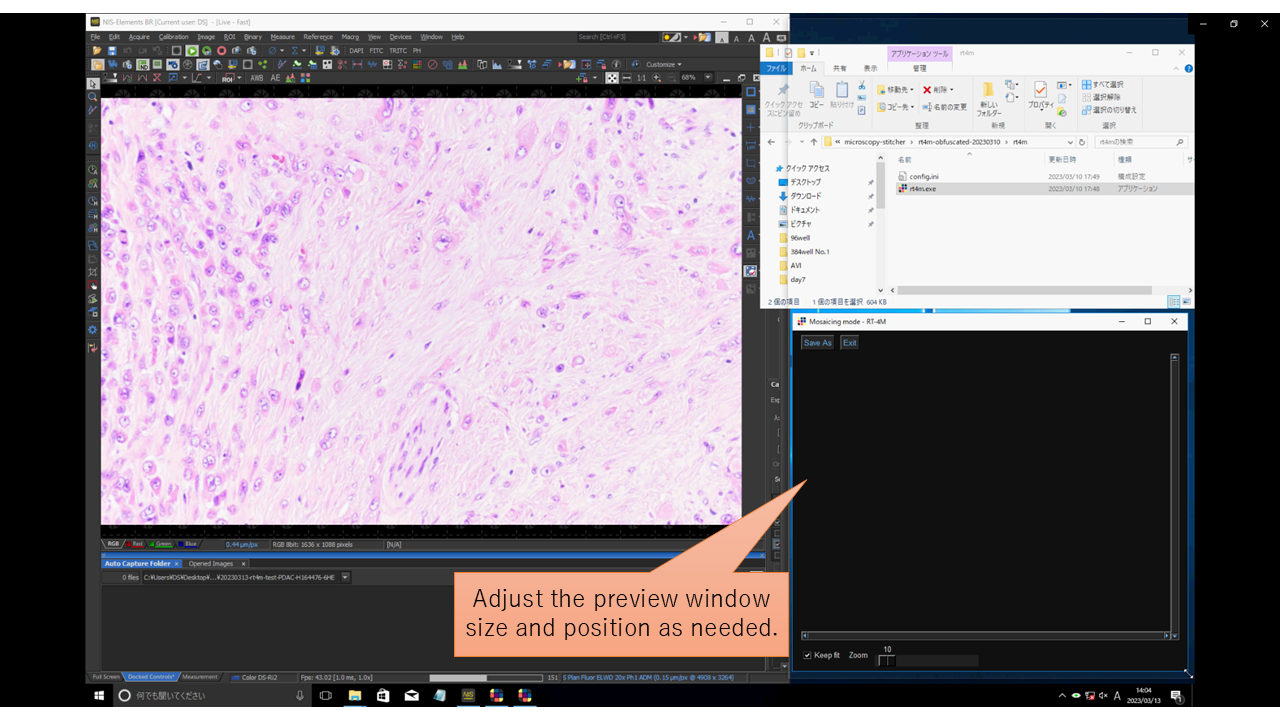 NIS-Elements BR [Current user: DS] - [Live - Fast]
File Edit Acquire Calibration Image ROI Binary Measure Reference Macro View Devices Window Help
Search [Ctrl+F3]
DAPI FITC TRITC PH
Customize
ROI AWB AE
1:1 68%
RGB Red Green Blue 0.44 µm/px RGB 8bit: 1636 x 1088 pixels [N/A]
Auto Capture Folder × Opened Images ×
0 files C:¥Users¥DS¥Desktop¥...¥20230313-rt4m-test-PDAC-H164476-6HE
Full Screen Docked Controls* Measurement Color DS-Ri2 Fps: 43.02 [1.0 ms, 1.0x] 151 S Plan Fluor ELWD 20x Ph1 ADM (0.15 µm/px @ 4908 x 3264)
アプリケーション ツール rt4m
ファイル ホーム 共有 表示 管理
クイック アクセスにピン留め
コピー 貼り付け
移動先 削除
コピー先 名前の変更
新しいフォルダー
プロパティ
すべて選択
選択解除
選択の切り替え
クリップボード 整理 新規 開く 選択
« microscopy-stitcher › rt4m-obfuscated-20230310 › rt4m
rt4mの検索
名前 更新日時 種類
クイック アクセス
デスクトップ
ダウンロード
ドキュメント
ピクチャ
96well
384well No.1
AVI
day7
config.ini 2023/03/10 17:49 構成設定
rt4m.exe 2023/03/10 17:48 アプリケーション
2 個の項目 1 個の項目を選択 604 KB
Mosaicing mode - RT-4M
Save As Exit
Keep fit Zoom 10
Adjust the preview window
size and position as needed.
何でも聞いてください
A
14:04
2023/03/13